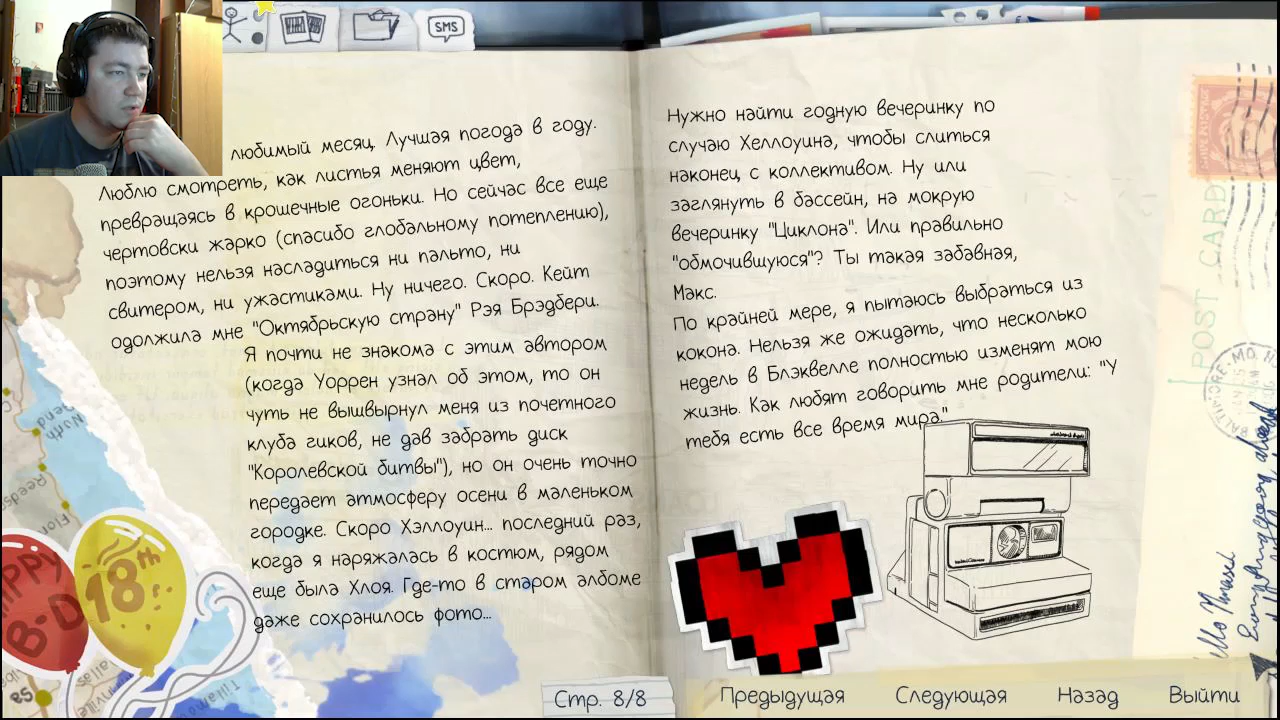 SMS
любимый месяц. Лучшая погода в году.
Люблю смотреть, как листья меняют цвет,
превращаясь в крошечные огоньки. Но сейчас все еще
чертовски жарко (спасибо глобальному потеплению),
поэтому нельзя насладиться ни пальто, ни
свитером, ни ужастиками. Ну ничего. Скоро. Кейт
одолжила мне "Октябрьскую страну" Рэя Брэдбери.
Я почти не знакома с этим автором
(когда Уоррен узнал об этом, то он
чуть не вышвырнул меня из почетного
клуба гиков, не дав забрать диск
"Королевской битвы"), но он очень точно
передает атмосферу осени в маленьком
городке. Скоро Хэллоуин... последний раз,
когда я наряжалась в костюм, рядом
еще была Хлоя. Где-то в старом албоме
даже сохранилось фото...
Нужно найти годную вечеринку по
случаю Хеллоуина, чтобы слиться
наконец с коллективом. Ну или
заглянуть в бассейн, на мокрую
вечеринку "Циклона". Или правильно
"обмочившуюся"? Ты такая забавная,
Макс.
По крайней мере, я пытаюсь выбраться из
кокона. Нельзя же ожидать, что несколько
недель в Блэквелле полностью изменят мою
жизнь. Как любят говорить мне родители: "У
тебя есть все время мира."
POST CARD
BALTIMORE, MO
North
Bend
18th
B-D
Стр. 8/8
Предыдущая
Следующая
Назад
Выйти